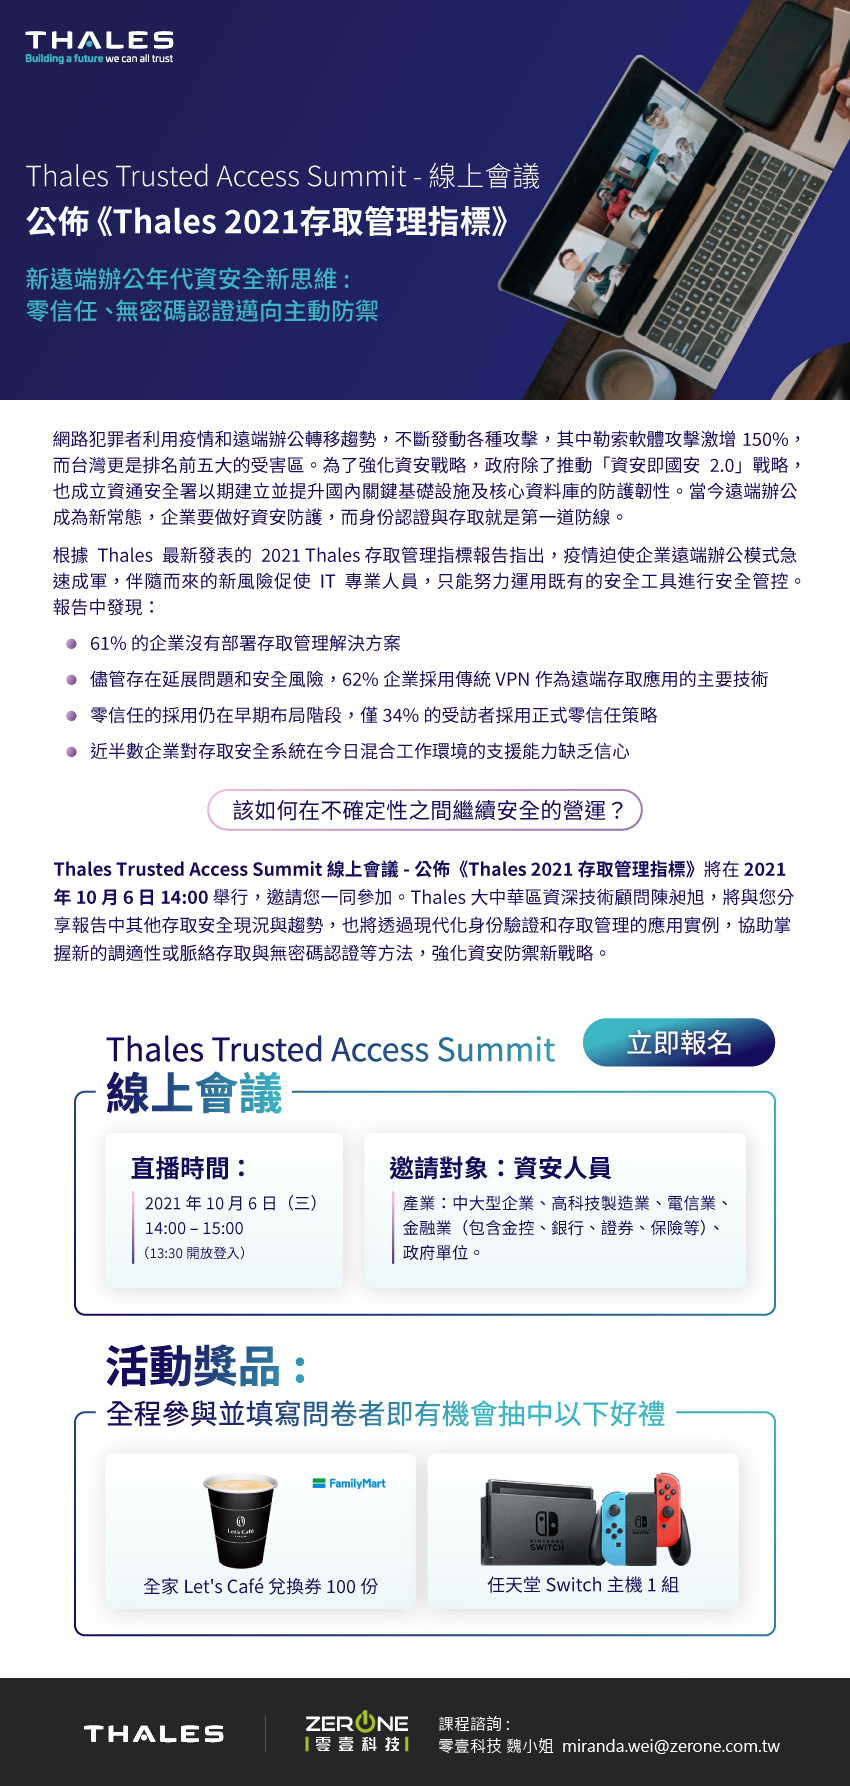 THALES
Building a future we can all trust
Thales Trusted Access Summit - 線上會議
公佈《Thales 2021存取管理指標》
新遠端辦公年代資安全新思維：
零信任、無密碼認證邁向主動防禦
網路犯罪者利用疫情和遠端辦公轉移趨勢，不斷發動各種攻擊，其中勒索軟體攻擊激增 150%，
而台灣更是排名前五大的受害區。為了強化資安戰略，政府除了推動「資安即國安 2.0」戰略，
也成立資通安全署以期建立並提升國內關鍵基礎設施及核心資料庫的防護韌性。當今遠端辦公
成為新常態，企業要做好資安防護，而身份認證與存取就是第一道防線。
根據 Thales 最新發表的 2021 Thales 存取管理指標報告指出，疫情迫使企業遠端辦公模式急
速成軍，伴隨而來的新風險促使 IT 專業人員，只能努力運用既有的安全工具進行安全管控。
報告中發現：
61% 的企業沒有部署存取管理解決方案
儘管存在延展問題和安全風險，62% 企業採用傳統 VPN 作為遠端存取應用的主要技術
零信任的採用仍在早期布局階段，僅 34% 的受訪者採用正式零信任策略
近半數企業對存取安全系統在今日混合工作環境的支援能力缺乏信心
該如何在不確定性之間繼續安全的營運？
Thales Trusted Access Summit 線上會議 - 公佈《Thales 2021 存取管理指標》將在 2021
年 10 月 6 日 14:00 舉行，邀請您一同參加。Thales 大中華區資深技術顧問陳昶旭，將與您分
享報告中其他存取安全現況與趨勢，也將透過現代化身份驗證和存取管理的應用實例，協助掌
握新的調適性或脈絡存取與無密碼認證等方法，強化資安防禦新戰略。
Thales Trusted Access Summit
立即報名
線上會議
直播時間：
2021 年 10 月 6 日（三）
14:00 – 15:00
（13:30 開放登入）
邀請對象：資安人員
產業：中大型企業、高科技製造業、電信業、
金融業（包含金控、銀行、證券、保險等）、
政府單位。
活動獎品：
全程參與並填寫問卷者即有機會抽中以下好禮
FamilyMart
Let's Café
全家 Let's Café 兌換券 100 份
NINTENDO
SWITCH
任天堂 Switch 主機 1 組
THALES
ZERONE
零壹科技
課程諮詢：
零壹科技 魏小姐 miranda.wei@zerone.com.tw